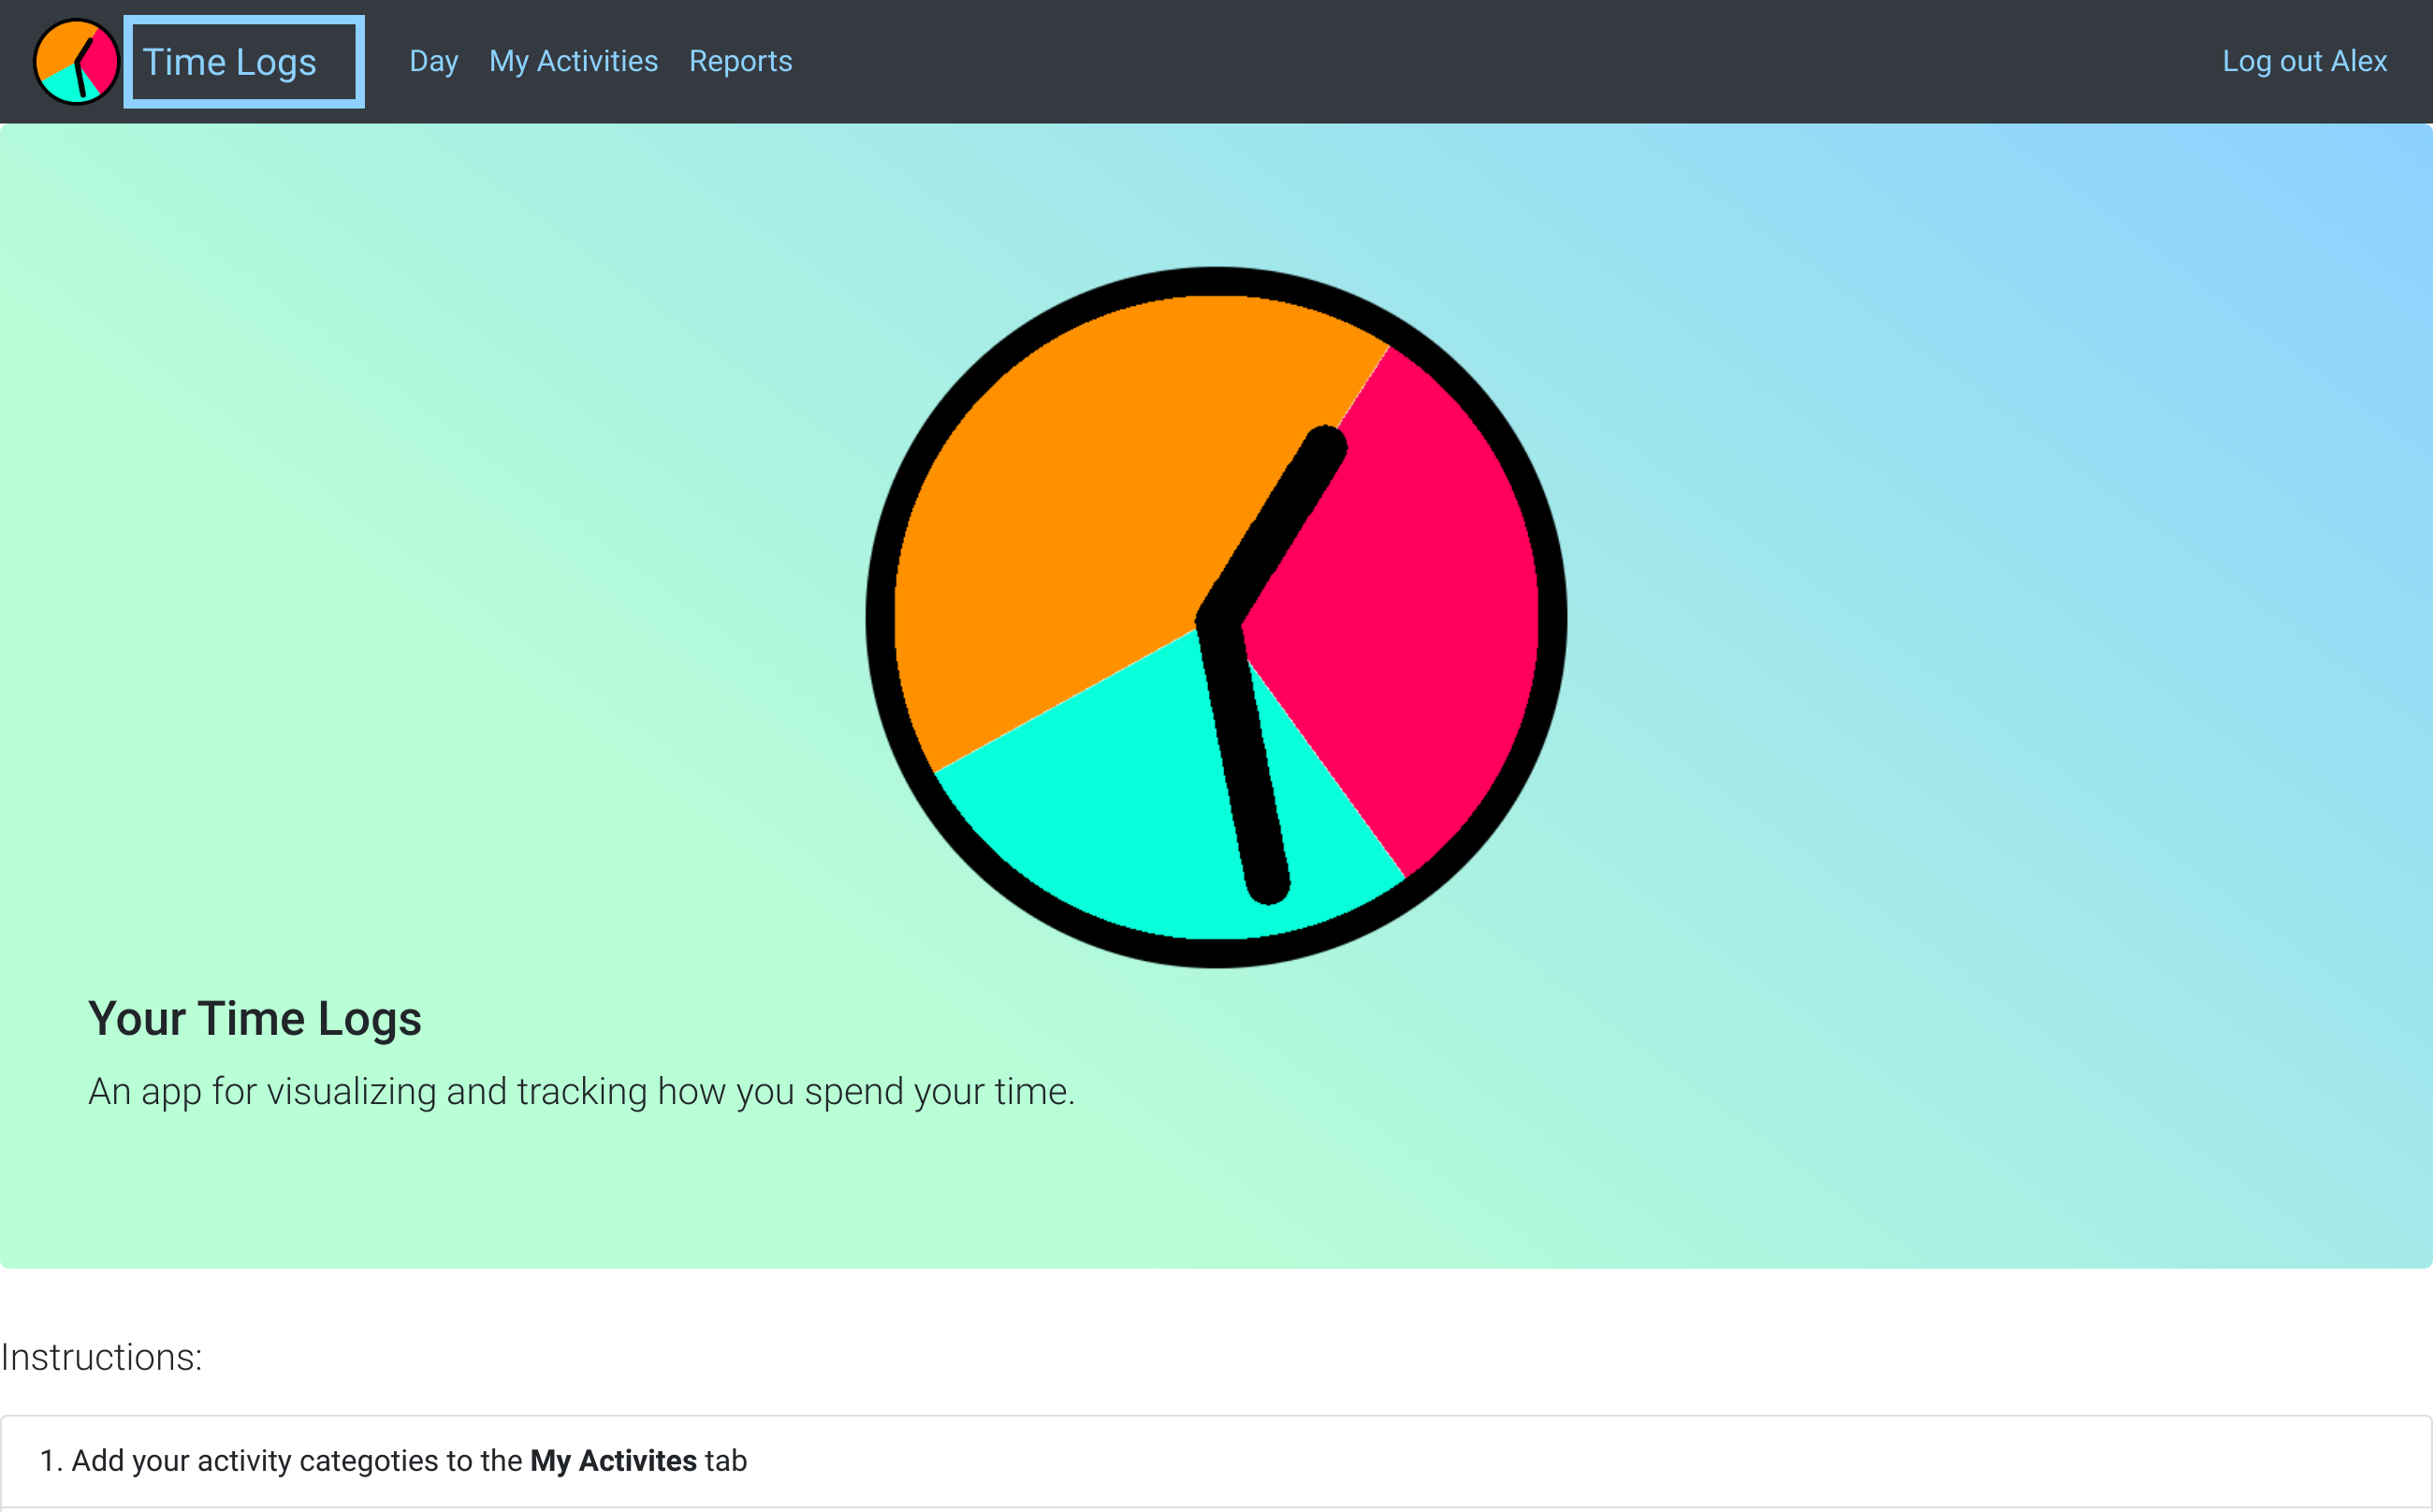 Time Logs Day My Activities Reports Log out Alex
Your Time Logs
An app for visualizing and tracking how you spend your time.
Instructions:
1. Add your activity categoties to the My Activites tab